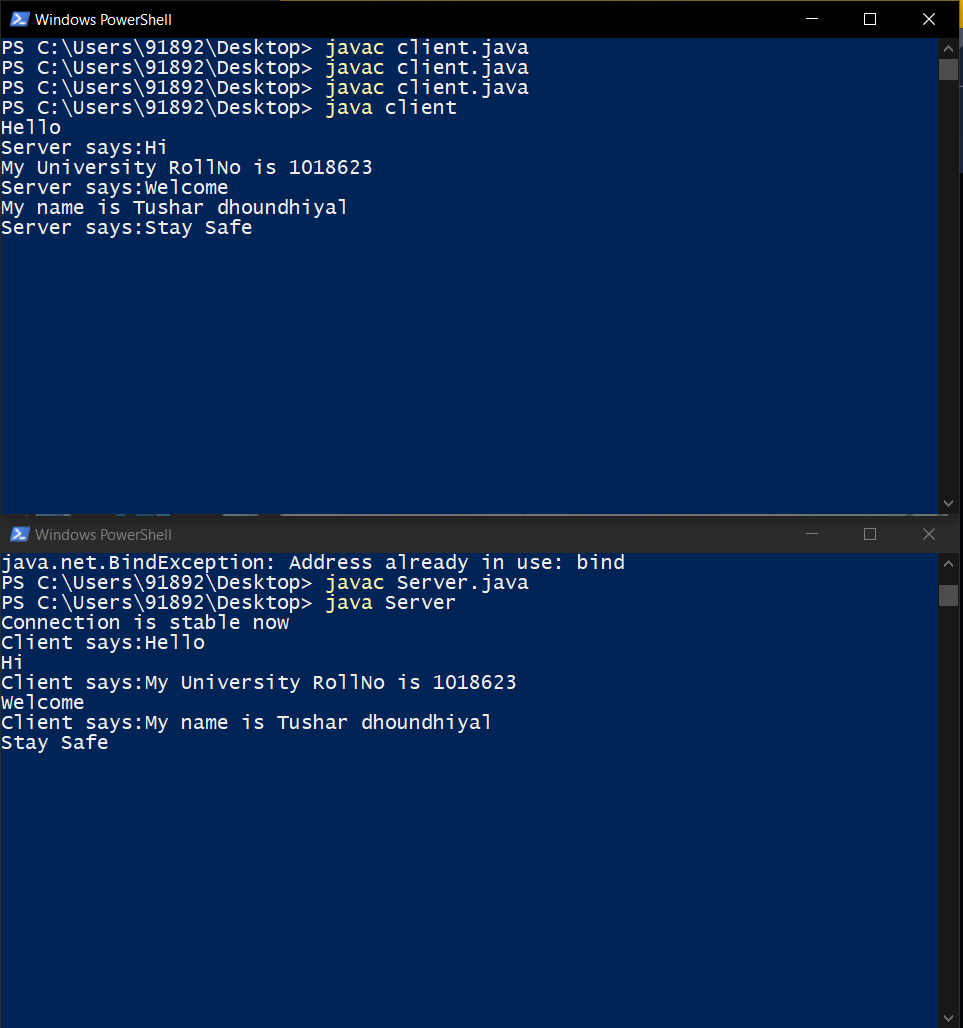 Windows PowerShell
PS C:\Users\91892\Desktop> javac client.java
PS C:\Users\91892\Desktop> javac client.java
PS C:\Users\91892\Desktop> javac client.java
PS C:\Users\91892\Desktop> java client
Hello
Server says:Hi
My University RollNo is 1018623
Server says:Welcome
My name is Tushar dhoundhiyal
Server says:Stay Safe
Windows PowerShell
java.net.BindException: Address already in use: bind
PS C:\Users\91892\Desktop> javac Server.java
PS C:\Users\91892\Desktop> java Server
Connection is stable now
Client says:Hello
Hi
Client says:My University RollNo is 1018623
Welcome
Client says:My name is Tushar dhoundhiyal
Stay Safe